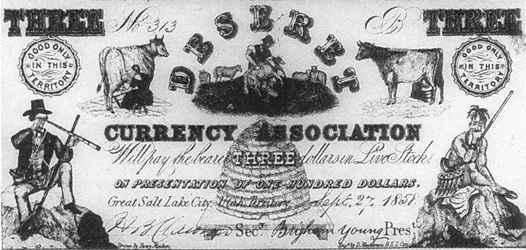 THREE No 313 B THREE
DESERET
GOOD ONLY IN THIS TERRITORY
GOOD ONLY IN THIS TERRITORY
CURRENCY ASSOCIATION
Will pay the bearer THREE dollars in Live Stock
ON PRESENTATION OF ONE HUNDRED DOLLARS.
Great Salt Lake City, Utah Territory Sept. 27, 185
Secy. Brigham Young Pres